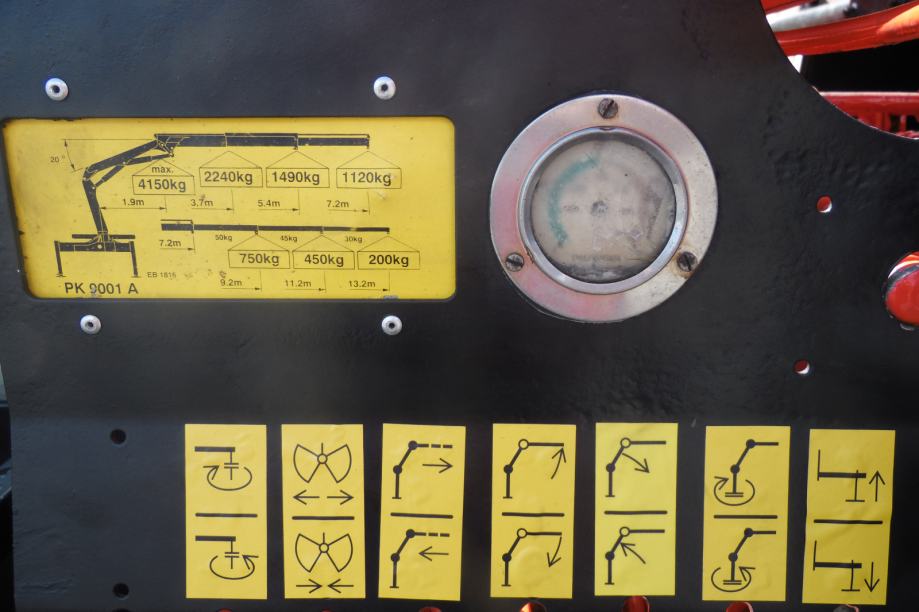 20°
max.
4150kg 2240kg 1490kg 1120kg
1.9m 3.7m 5.4m 7.2m
7.2m 50kg 45kg 30kg
750kg 450kg 200kg
EB 1816 9.2m 11.2m 13.2m
PK 9001 A